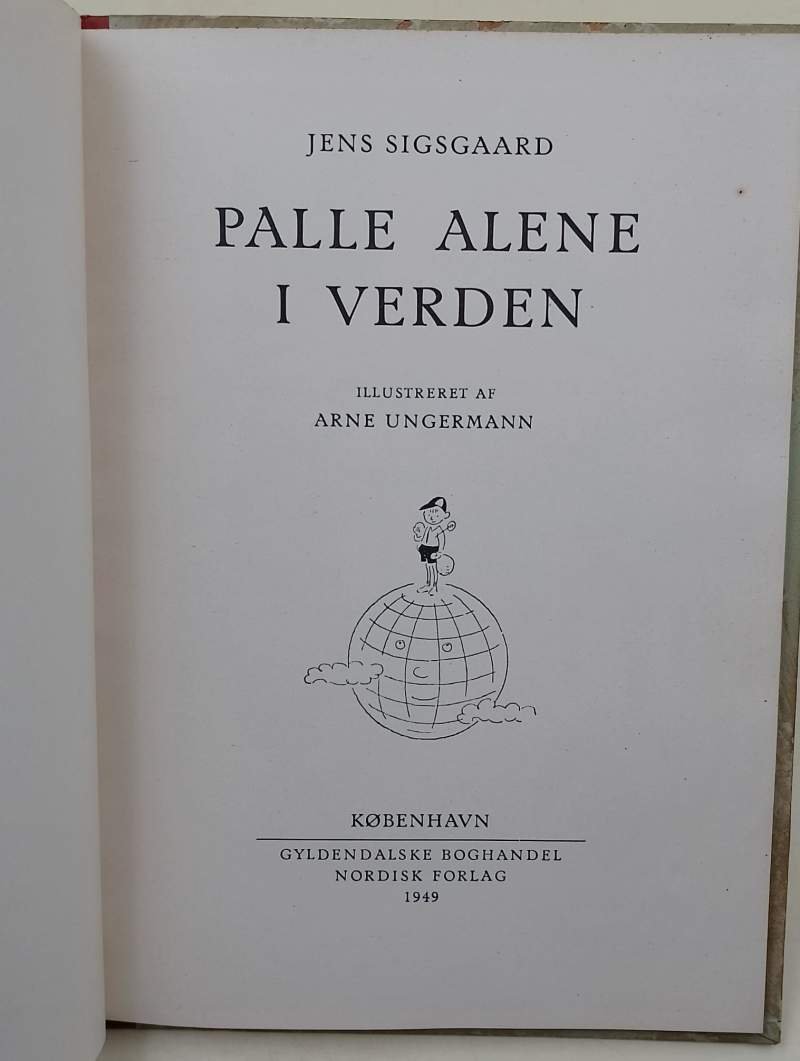 JENS SIGSGAARD
PALLE ALENE
I VERDEN
ILLUSTRERET AF
ARNE UNGERMANN
KØBENHAVN
GYLDENDALSKE BOGHANDEL
NORDISK FORLAG
1949